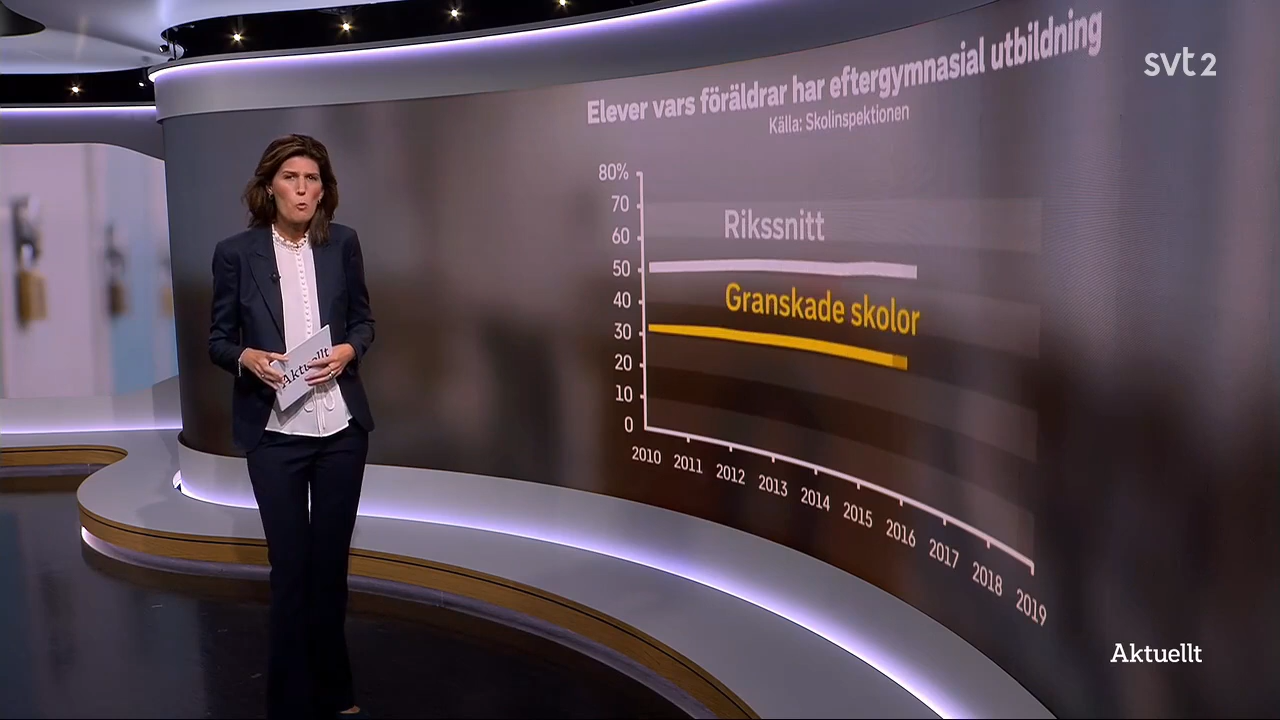 svt2
Elever vars föräldrar har eftergymnasial utbildning
Källa: Skolinspektionen
80%
70
60
50
40
30
20
10
0
Rikssnitt
Granskade skolor
2010 2011 2012 2013 2014 2015 2016 2017 2018 2019
Aktuellt
Aktuellt